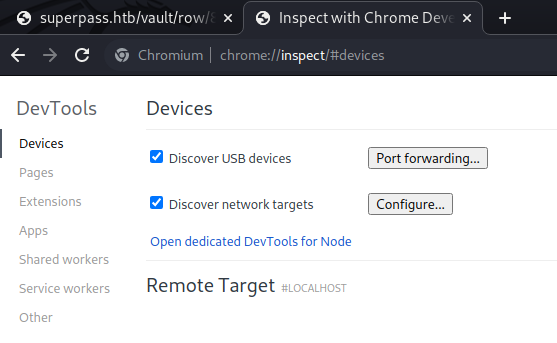 superpass.htb/vault/row/8
Inspect with Chrome Deve
Chromium
chrome://inspect/#devices
DevTools
Devices
Pages
Extensions
Apps
Shared workers
Service workers
Other
Devices
Discover USB devices
Port forwarding...
Discover network targets
Configure...
Open dedicated DevTools for Node
Remote Target #LOCALHOST